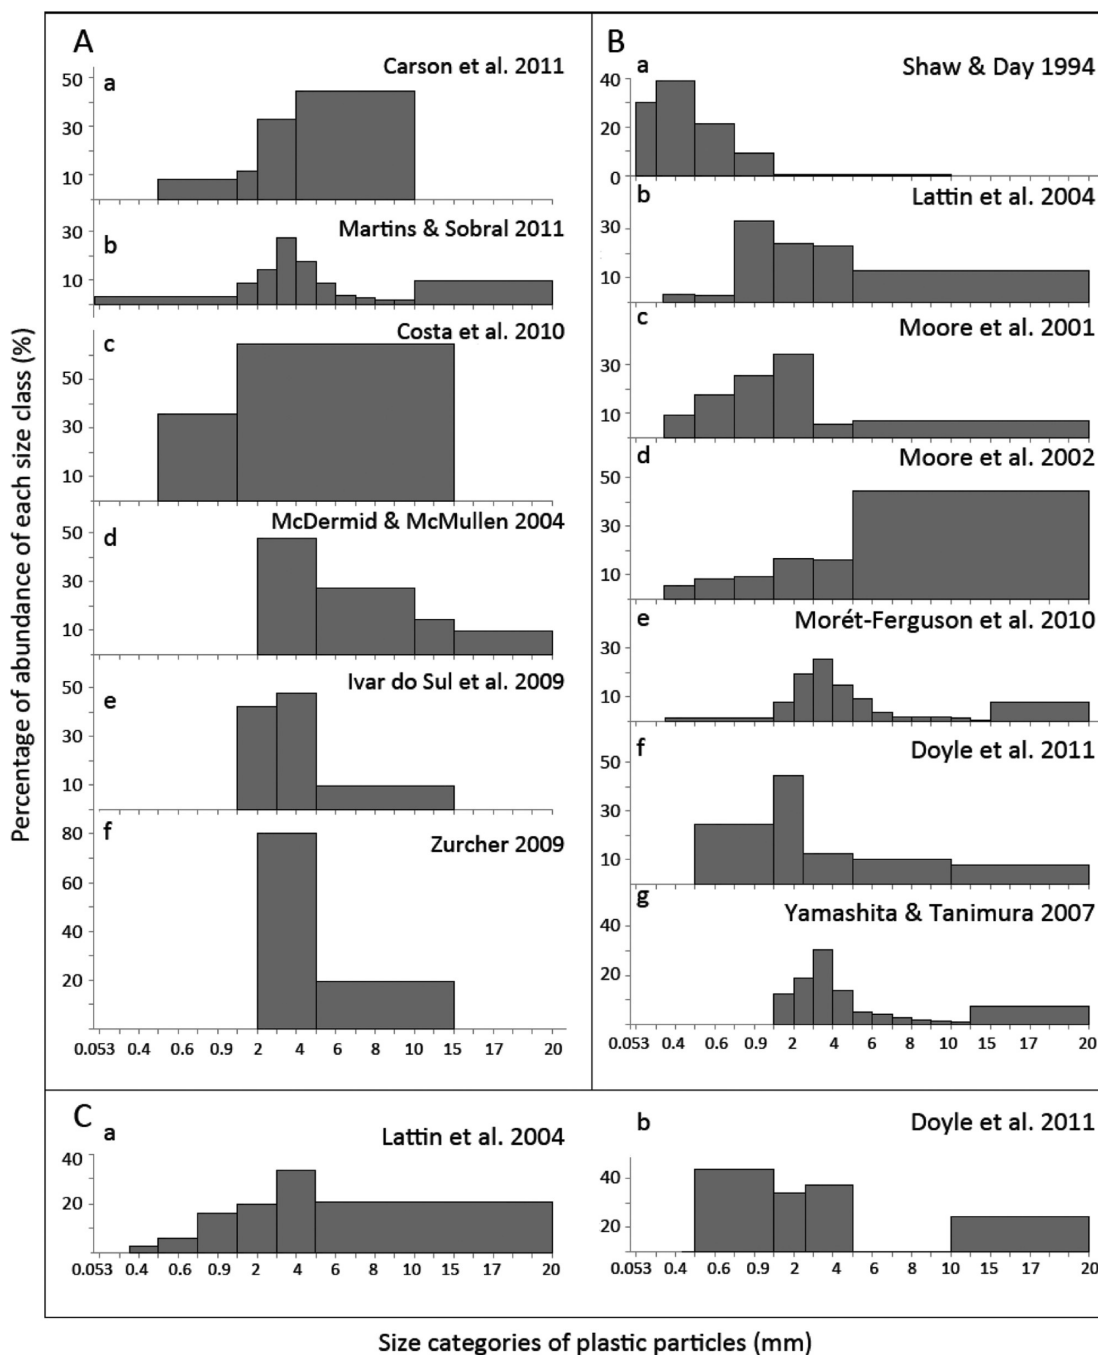 Percentage of abundance of each size class (%)
A
a
Carson et al. 2011
50
30
10
b
Martins & Sobral 2011
30
10
c
Costa et al. 2010
50
30
10
d
McDermid & McMullen 2004
50
30
10
e
Ivar do Sul et al. 2009
50
30
10
f
Zurcher 2009
80
60
40
20
0.053 0.4 0.6 0.9 2 4 6 8 10 15 17 20
B
a
Shaw & Day 1994
40
20
0
b
Lattin et al. 2004
30
10
c
Moore et al. 2001
30
10
d
Moore et al. 2002
50
30
10
e
Morét-Ferguson et al. 2010
30
10
f
Doyle et al. 2011
50
30
10
g
Yamashita & Tanimura 2007
40
20
0.053 0.4 0.6 0.9 2 4 6 8 10 15 17 20
C
a
Lattin et al. 2004
40
20
0.053 0.4 0.6 0.9 2 4 6 8 10 15 17 20
b
Doyle et al. 2011
40
20
0.053 0.4 0.6 0.9 2 4 6 8 10 15 17 20
Size categories of plastic particles (mm)